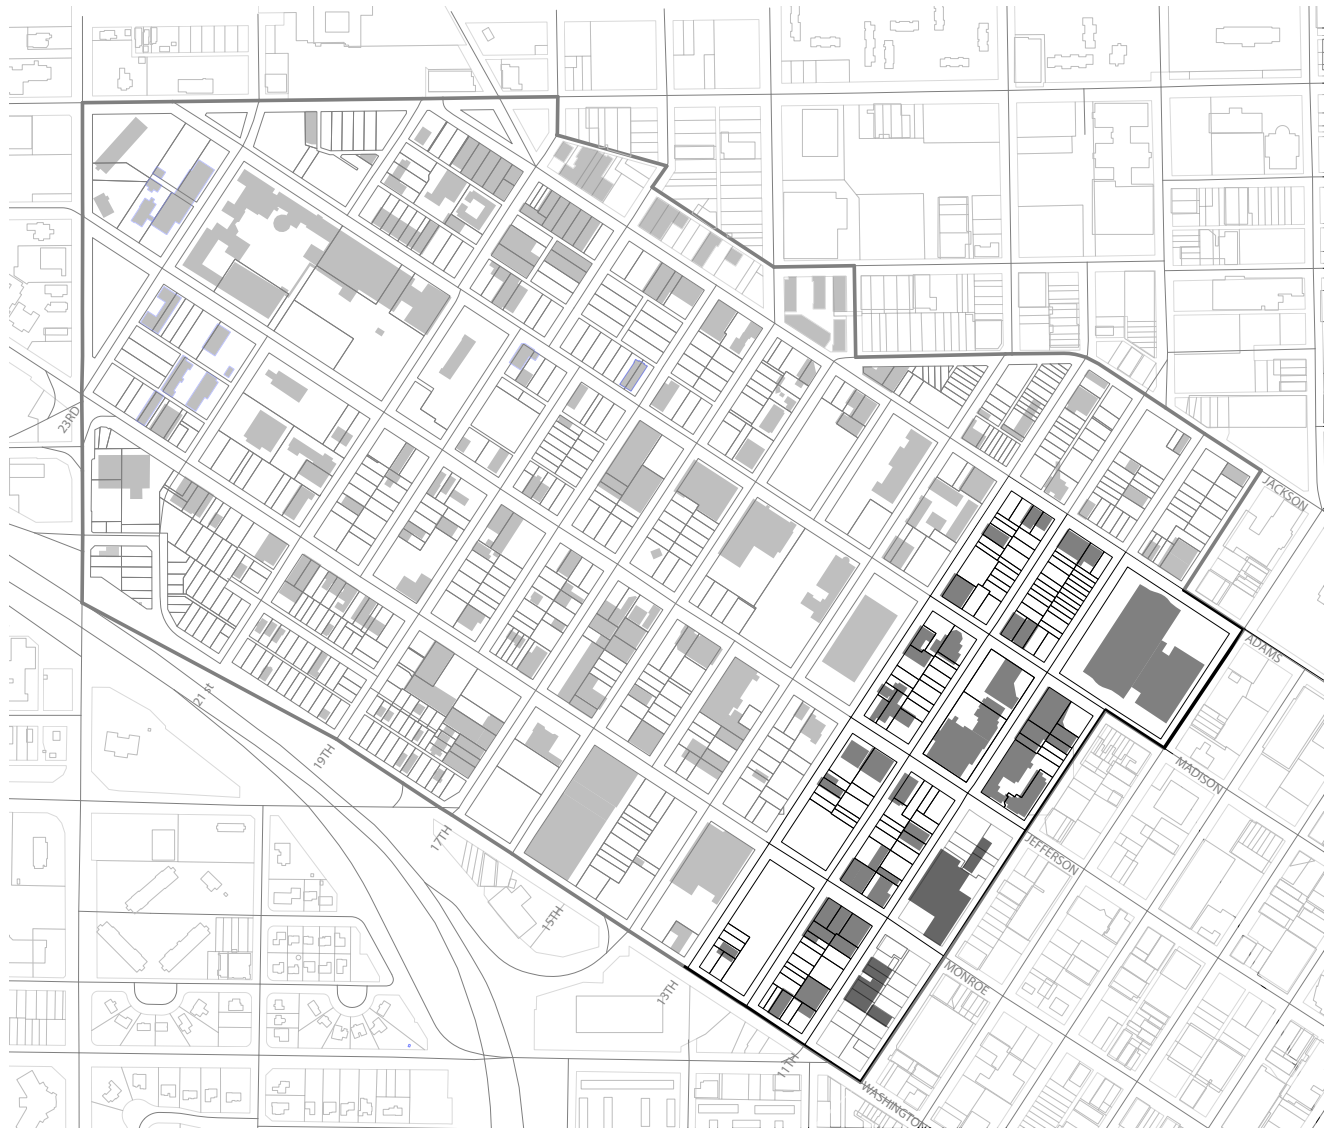 23RD
JACKSON
ADAMS
21 st
19TH
MADISON
17TH
JEFFERSON
15TH
13TH
MONROE
11TH
WASHINGTON